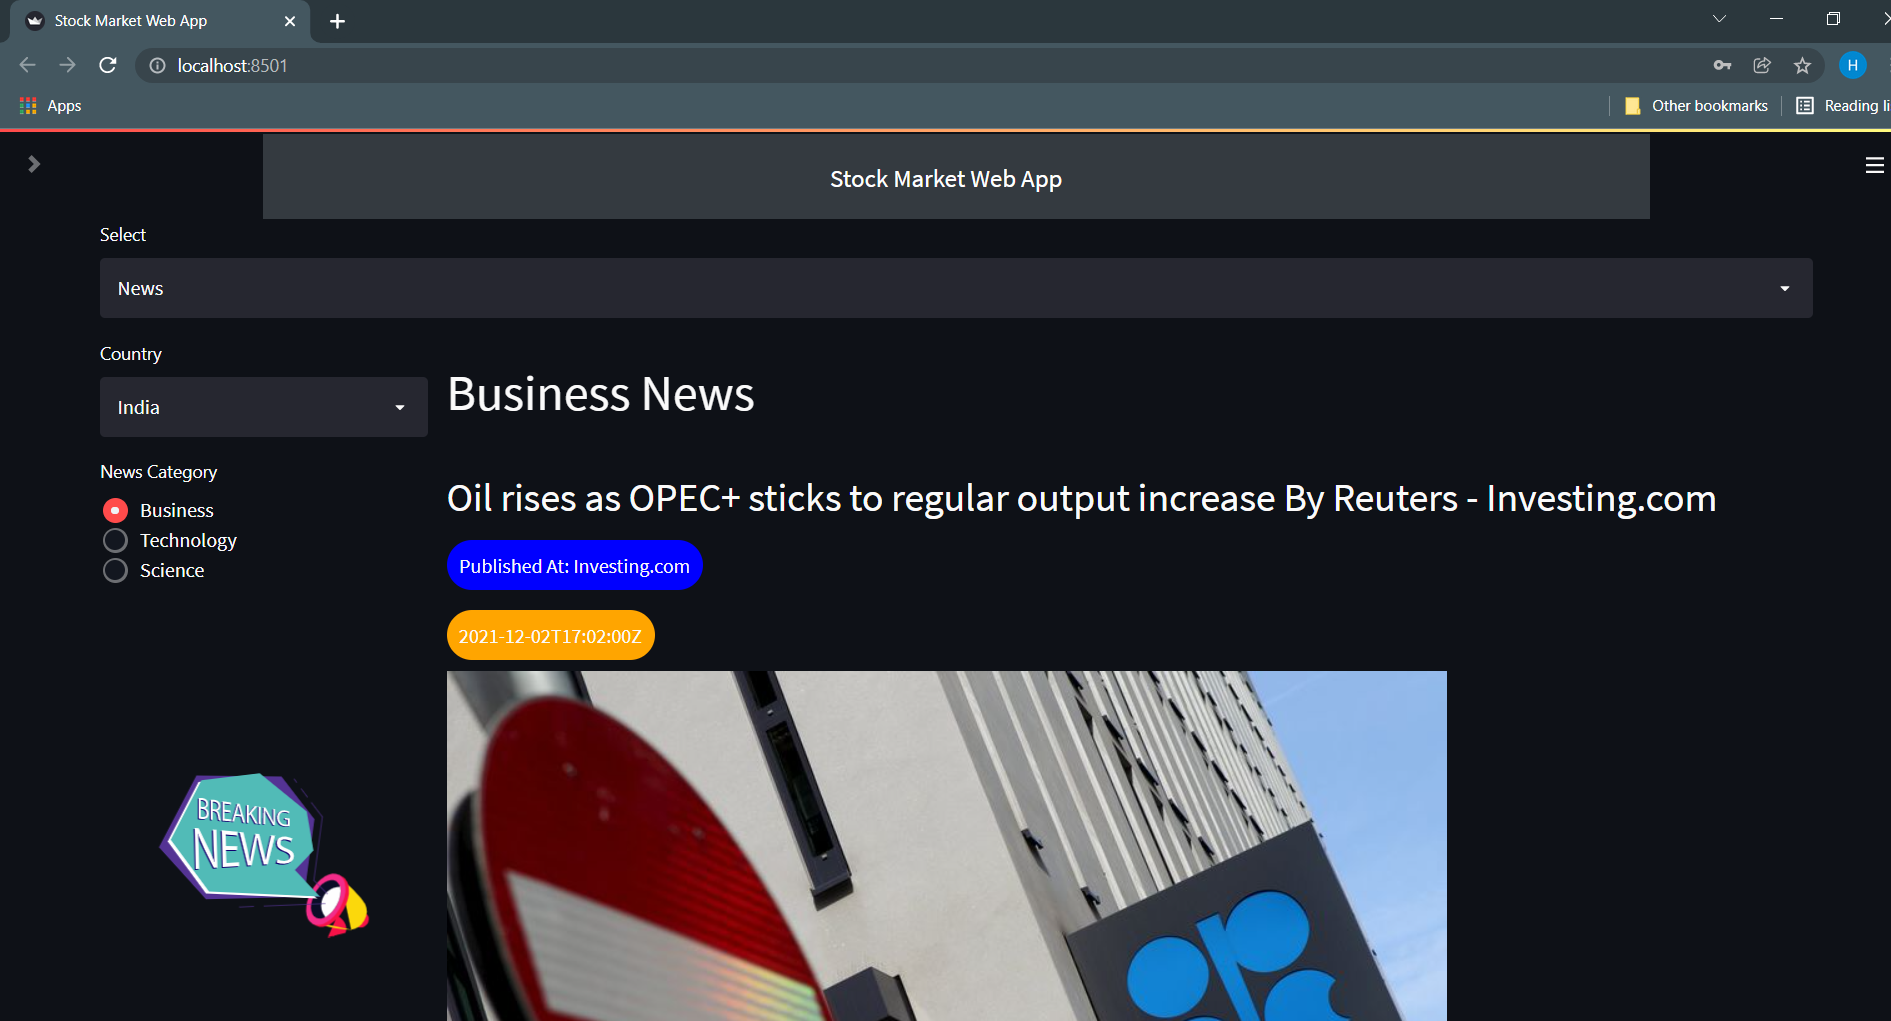 Stock Market Web App
localhost:8501
H
Apps
Other bookmarks
Reading li
Stock Market Web App
Select
News
Country
India
Business News
News Category
Business
Technology
Science
Oil rises as OPEC+ sticks to regular output increase By Reuters - Investing.com
Published At: Investing.com
2021-12-02T17:02:00Z
BREAKING
NEWS